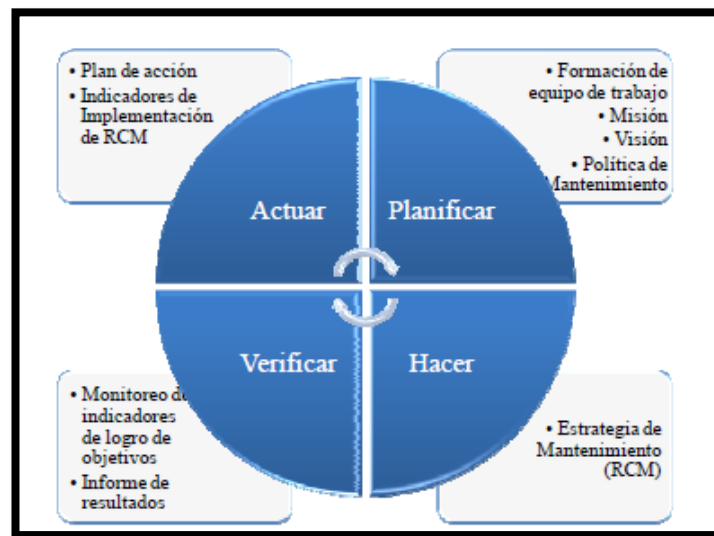 • Plan de acción
• Indicadores de
Implementación
de RCM
• Formación de
equipo de trabajo
• Misión
• Visión
• Política de
Mantenimiento
Actuar
Planificar
Verificar
Hacer
• Monitoreo de
indicadores
de logro de
objetivos
• Informe de
resultados
• Estrategia de
Mantenimiento
(RCM)